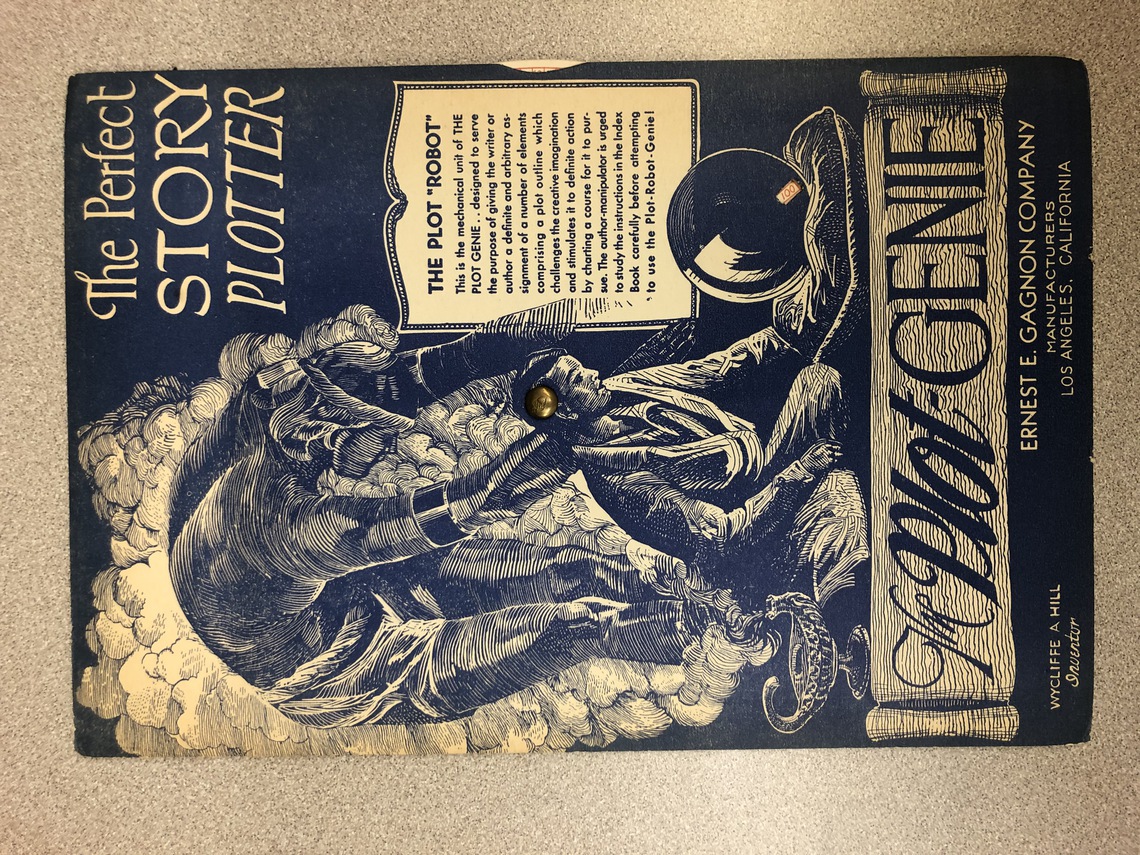 The Perfect
STORY
PLOTTER
THE PLOT "ROBOT"
This is the mechanical unit of THE
PLOT GENIE . . designed to serve
the purpose of giving the writer or
author a definite and arbitrary as-
signment of a number of elements
comprising a plot outline which
challenges the creative imagination
and stimulates it to definite action
by charting a course for it to pur-
sue. The author-manipulator is urged
to study the instructions in the Index
Book carefully before attempting
to use the Plot-Robot-Genie!
The Plot-GENIE
ERNEST E. GAGNON COMPANY
MANUFACTURERS
LOS ANGELES, CALIFORNIA
WYCLIFFE A HILL
Inventor